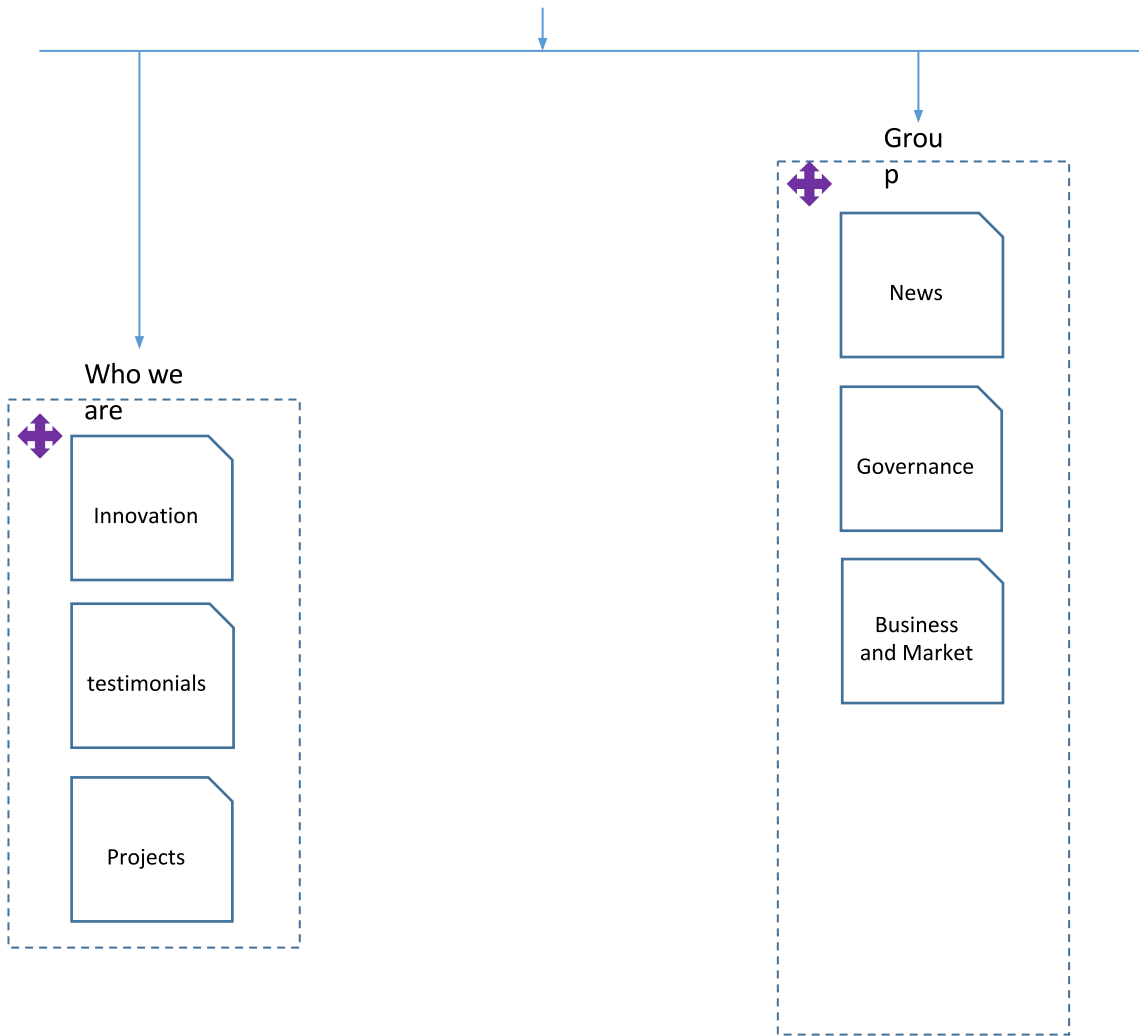 Who we
are
Innovation
testimonials
Projects
Grou
p
News
Governance
Business
and Market